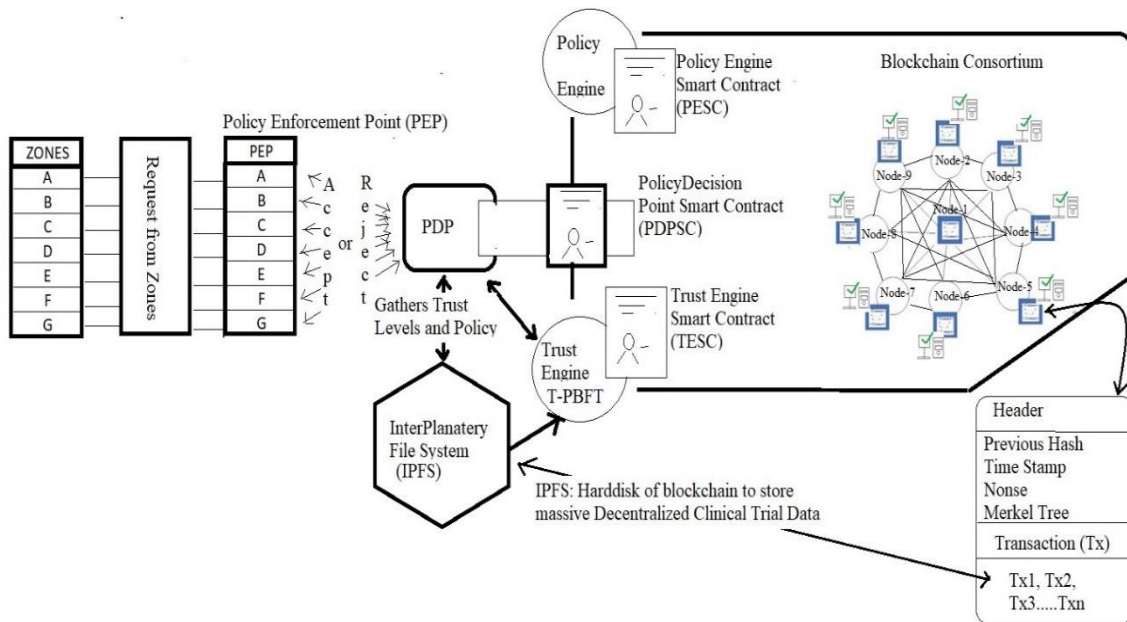 Policy
Engine
Policy Engine
Smart Contract
(PESC)
Blockchain Consortium
Policy Enforcement Point (PEP)
ZONES
A
B
C
D
E
F
G
Request from Zones
PEP
A
B
C
D
E
F
G
Accept
or
Reject
PDP
PolicyDecision
Point Smart Contract
(PDPSC)
Node-1
Node-2
Node-3
Node-4
Node-5
Node-6
Node-7
Node-8
Node-9
Gathers Trust
Levels and Policy
Trust Engine
Smart Contract
(TESC)
Trust
Engine
T-PBFT
InterPlanatery
File System
(IPFS)
IPFS: Harddisk of blockchain to store
massive Decentralized Clinical Trial Data
Header
Previous Hash
Time Stamp
Nonse
Merkel Tree
Transaction (Tx)
Tx1, Tx2,
Tx3.....Txn